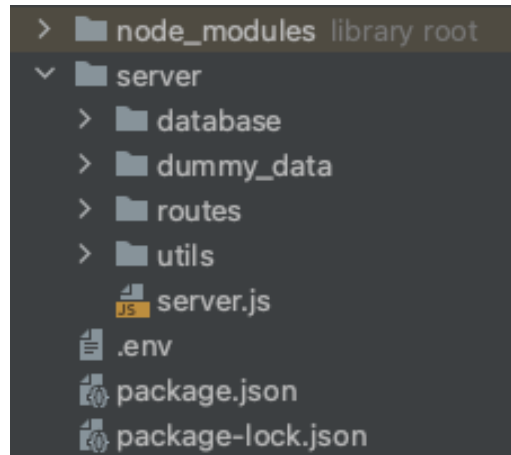 node_modules library root
server
database
dummy_data
routes
utils
JS server.js
.env
package.json
package-lock.json